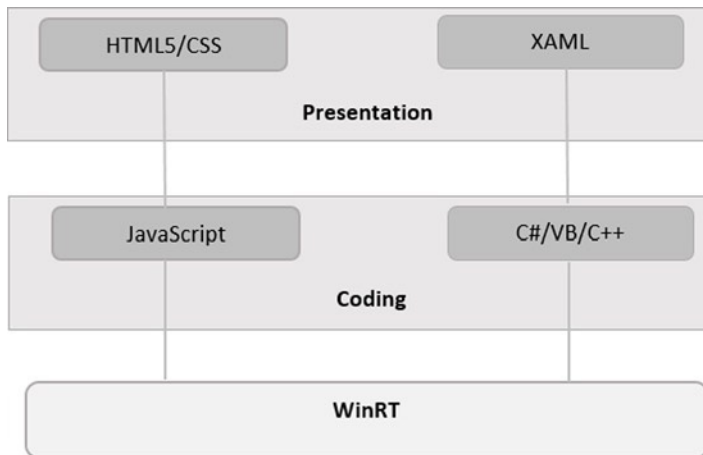 HTML5/CSS
XAML
Presentation
JavaScript
C#/VB/C++
Coding
WinRT